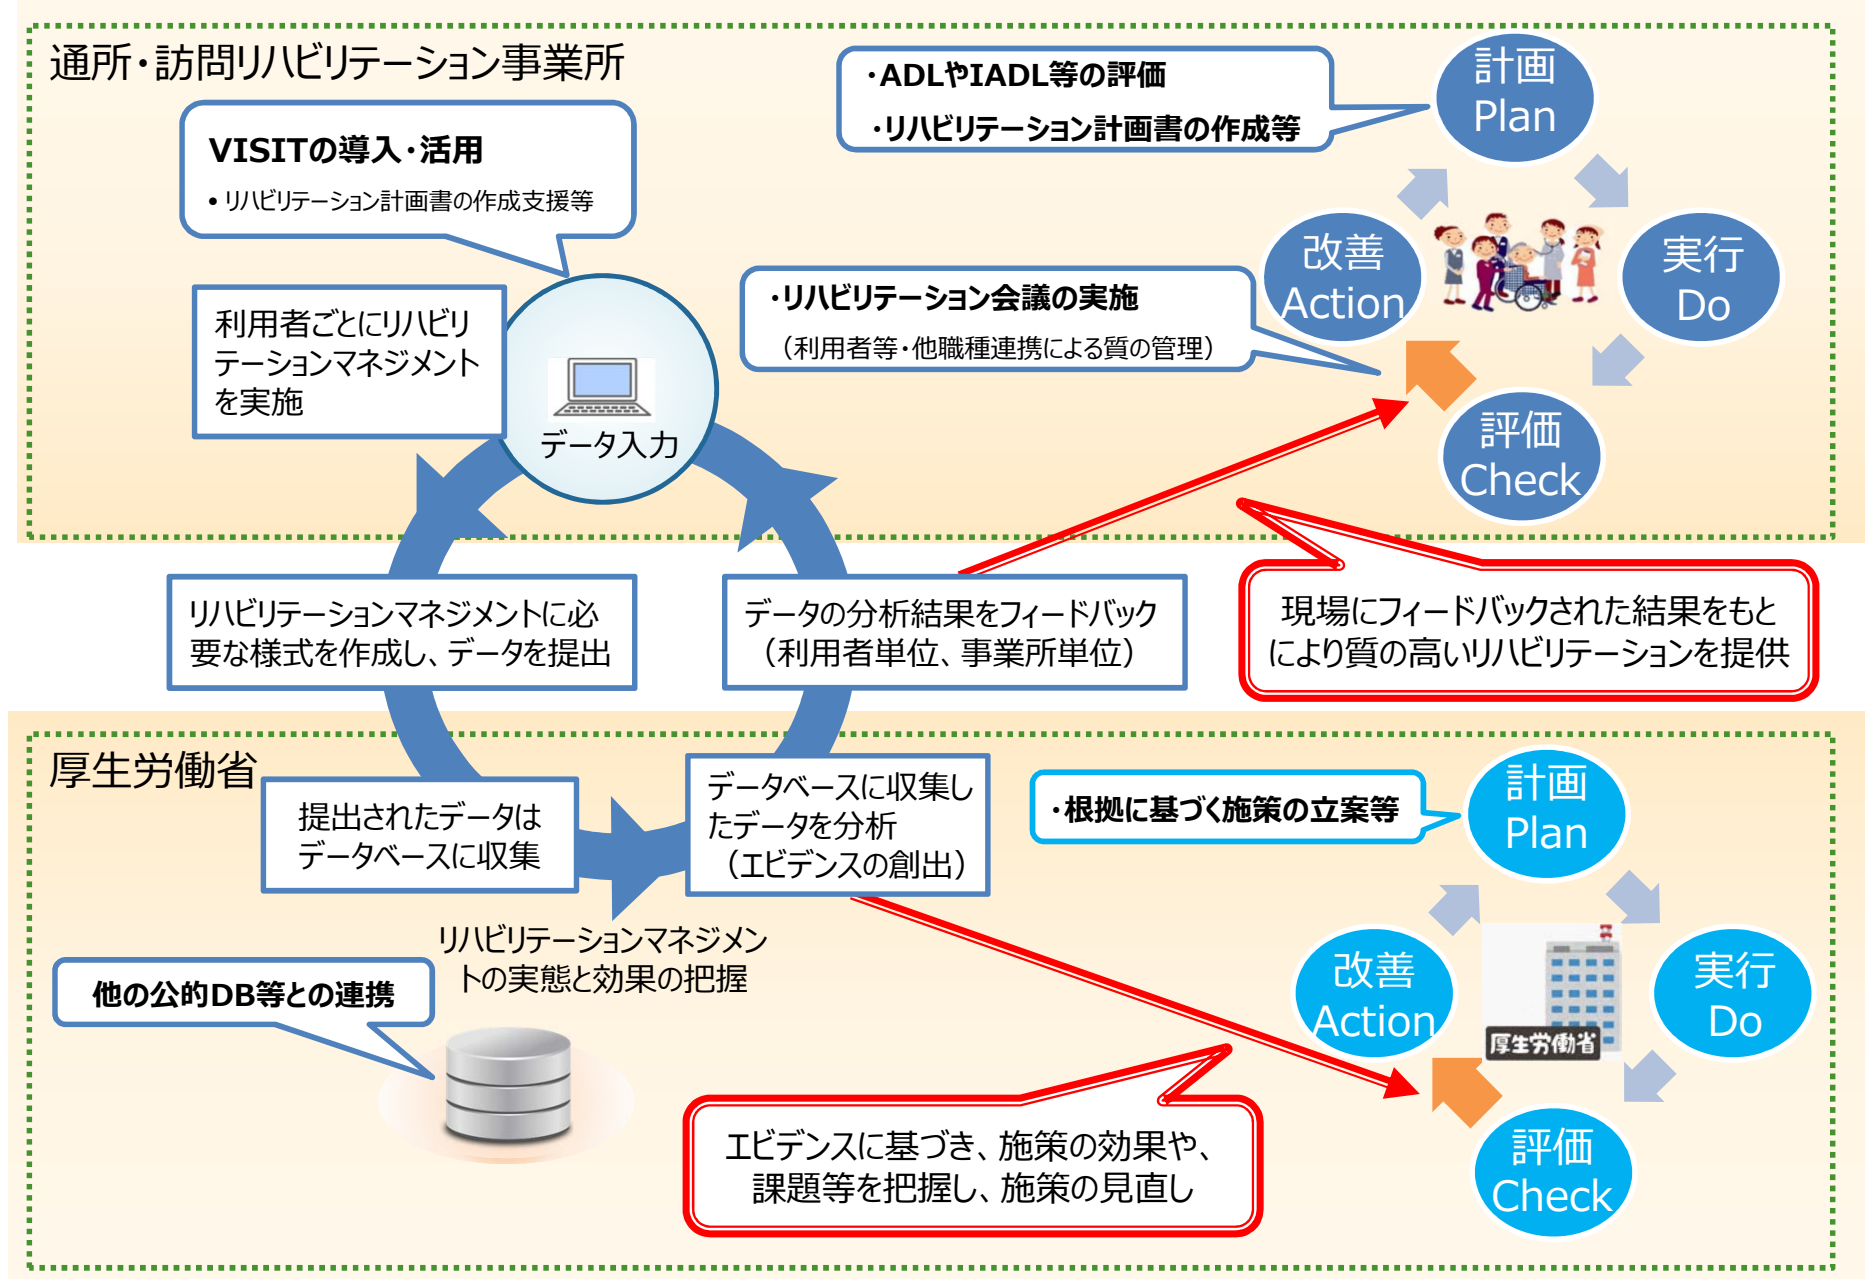 通所・訪問リハビリテーション事業所
・ADLやIADL等の評価
・リハビリテーション計画書の作成等
計画
Plan
VISITの導入・活用
• リハビリテーション計画書の作成支援等
改善
Action
実行
Do
・リハビリテーション会議の実施
（利用者等・他職種連携による質の管理）
利用者ごとにリハビリ
テーションマネジメント
を実施
データ入力
評価
Check
リハビリテーションマネジメントに必
要な様式を作成し、データを提出
データの分析結果をフィードバック
（利用者単位、事業所単位）
現場にフィードバックされた結果をもと
により質の高いリハビリテーションを提供
厚生労働省
提出されたデータは
データベースに収集
データベースに収集し
たデータを分析
（エビデンスの創出）
・根拠に基づく施策の立案等
計画
Plan
リハビリテーションマネジメン
トの実態と効果の把握
他の公的DB等との連携
改善
Action
厚生労働省
実行
Do
エビデンスに基づき、施策の効果や、
課題等を把握し、施策の見直し
評価
Check